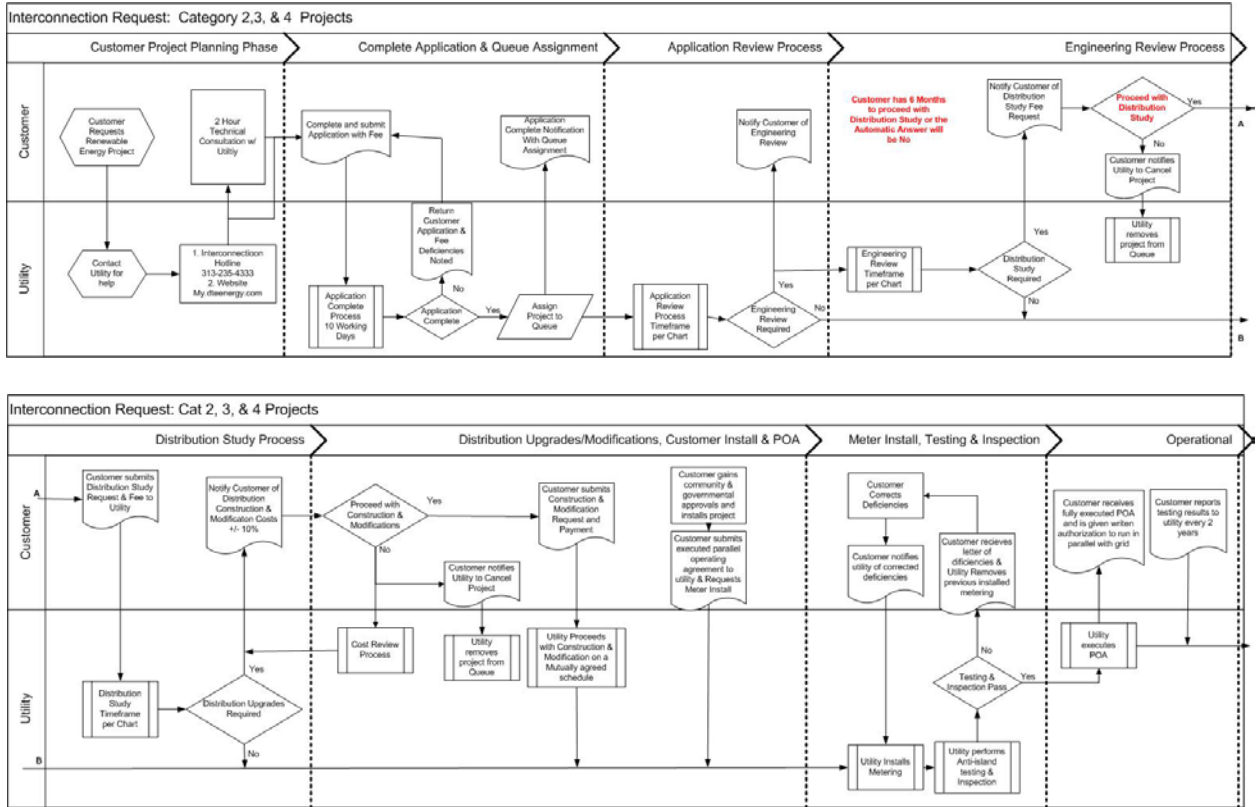 Interconnection Request: Category 2,3, & 4 Projects
Customer Project Planning Phase
Complete Application & Queue Assignment
Application Review Process
Engineering Review Process
Customer
Customer
Requests
Renewable
Energy Project
2 Hour
Technical
Consultation w/
Utiltiy
Complete and submit
Application with Fee
Application
Complete Notification
With Queue
Assignment
Notify Customer of
Engineering
Review
Customer has 6 Months
to proceed with
Distribution Study or the
Automatic Answer will
be No
Notify Customer of
Distribution
Study Fee
Request
Proceed with
Distribution
Study
Yes
A
No
Customer notifies
Utility to Cancel
Project
Utility
Contact
Utility for
help
1. Interconnectioon
Hotline
313-235-4333
2. Website
My.dteenergy.com
Return
Customer
Application &
Fee
Deficiencies
Noted
No
Application
Complete
Process
10 Working
Days
Application
Complete
Yes
Assign
Project to
Queue
Application
Review
Process
Timeframe
per Chart
Yes
Engineering
Review
Required
No
Engineering
Review
Timeframe
per Chart
Yes
Distribution
Study
Required
No
Utility
removes
project from
Queue
B
Interconnection Request: Cat 2, 3, & 4 Projects
Distribution Study Process
Distribution Upgrades/Modifications, Customer Install & POA
Meter Install, Testing & Inspection
Operational
Customer
A
Customer submits
Distribution Study
Request & Fee to
Utility
Notify Customer of
Distribution
Construction &
Modificaton Costs
+/- 10%
Proceed with
Construction &
Modifications
Yes
No
Customer notifies
Utility to Cancel
Project
Customer submits
Construction &
Modification
Request and
Payment
Customer gains
community &
governmental
approvals and
installs project
Customer submits
executed parallel
operating
agreement to
utility & Requests
Meter Install
Customer
Corrects
Deficiencies
Customer notifies
utility of corrected
deficiencies
Customer recieves
letter of
dificiencies &
Utility Removes
previous installed
metering
Customer receives
fully executed POA
and is given writen
authorization to run in
parallel with grid
Customer reports
testing results to
utility every 2
years
Utility
Distribution
Study
Timeframe
per Chart
Yes
Distribution Upgrades
Required
No
Cost Review
Process
Utility
removes
project from
Queue
Utility Proceeds
with Construction &
Modification on a
Mutually agreed
schedule
No
Testing &
Inspection Pass
Yes
Utility
executes
POA
B
Utility Installs
Metering
Utility performs
Anti-island
testing &
Inspection